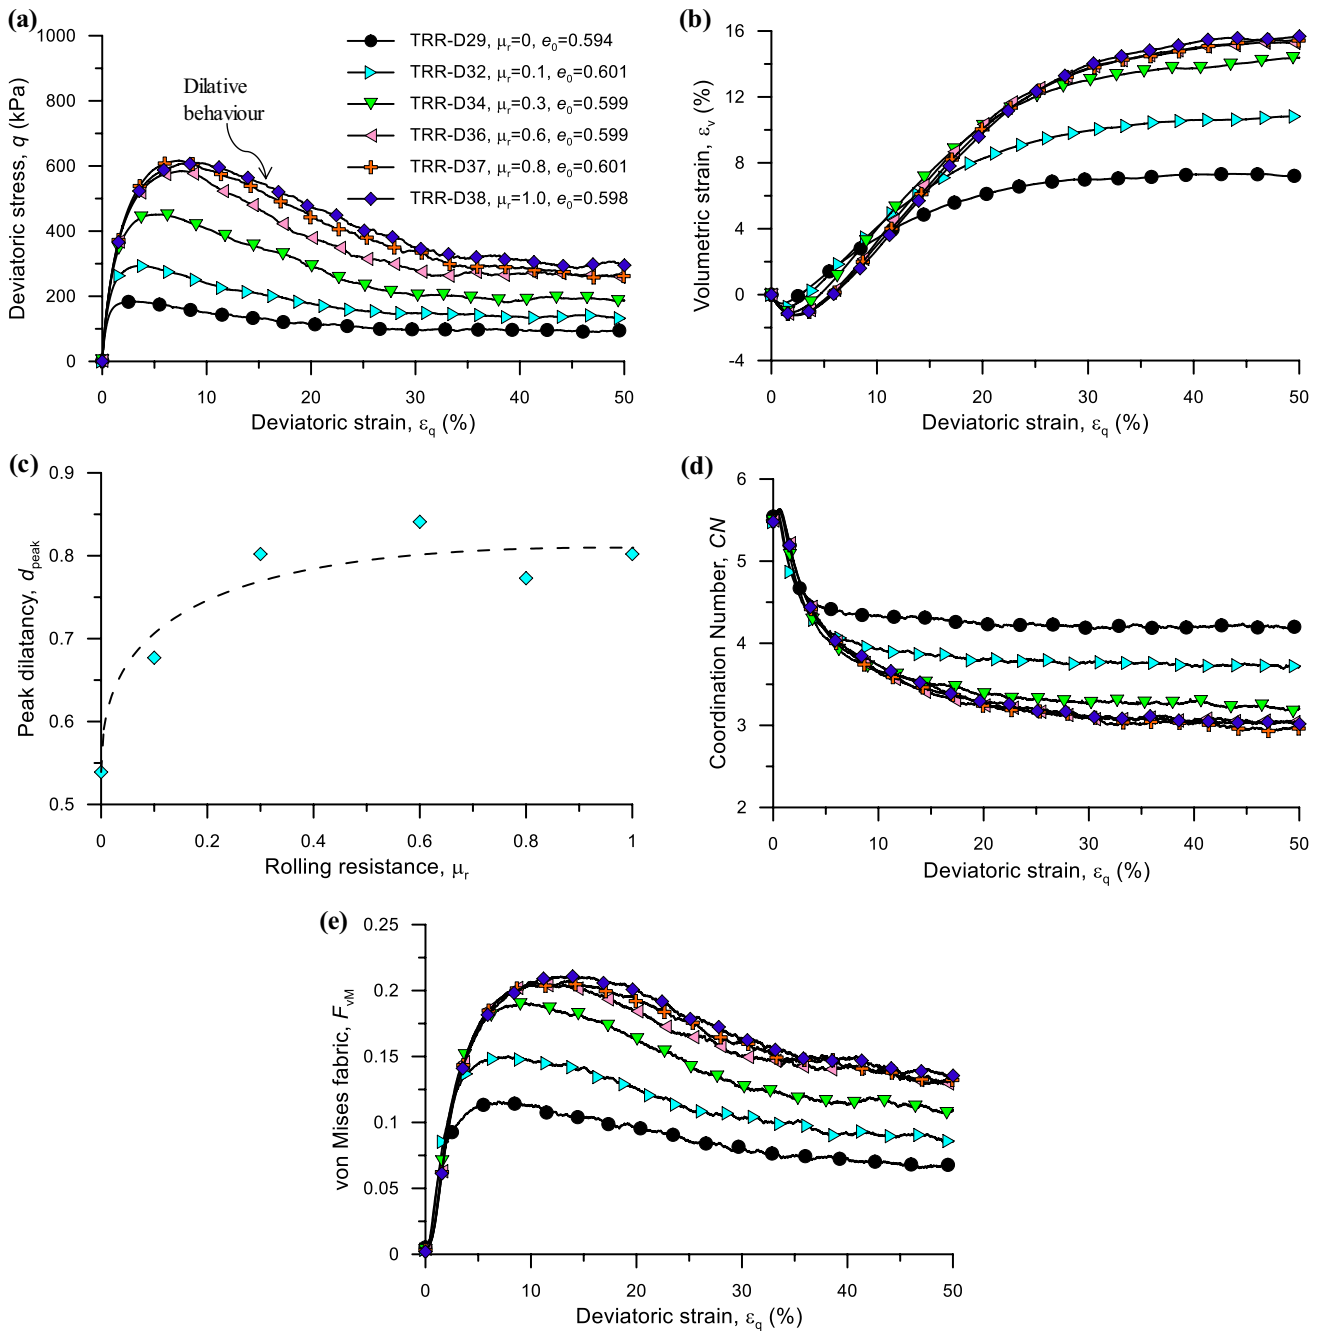 (a)
Deviatoric stress, q (kPa)
1000
800
600
400
200
0
0 10 20 30 40 50
Deviatoric strain, εq (%)
Dilative
behaviour
TRR-D29, μr=0, e0=0.594
TRR-D32, μr=0.1, e0=0.601
TRR-D34, μr=0.3, e0=0.599
TRR-D36, μr=0.6, e0=0.599
TRR-D37, μr=0.8, e0=0.601
TRR-D38, μr=1.0, e0=0.598
(b)
Volumetric strain, εv (%)
16
12
8
4
0
-4
0 10 20 30 40 50
Deviatoric strain, εq (%)
(c)
Peak dilatancy, dpeak
0.9
0.8
0.7
0.6
0.5
0 0.2 0.4 0.6 0.8 1
Rolling resistance, μr
(d)
Coordination Number, CN
6
5
4
3
2
0 10 20 30 40 50
Deviatoric strain, εq (%)
(e)
von Mises fabric, FvM
0.25
0.2
0.15
0.1
0.05
0
0 10 20 30 40 50
Deviatoric strain, εq (%)